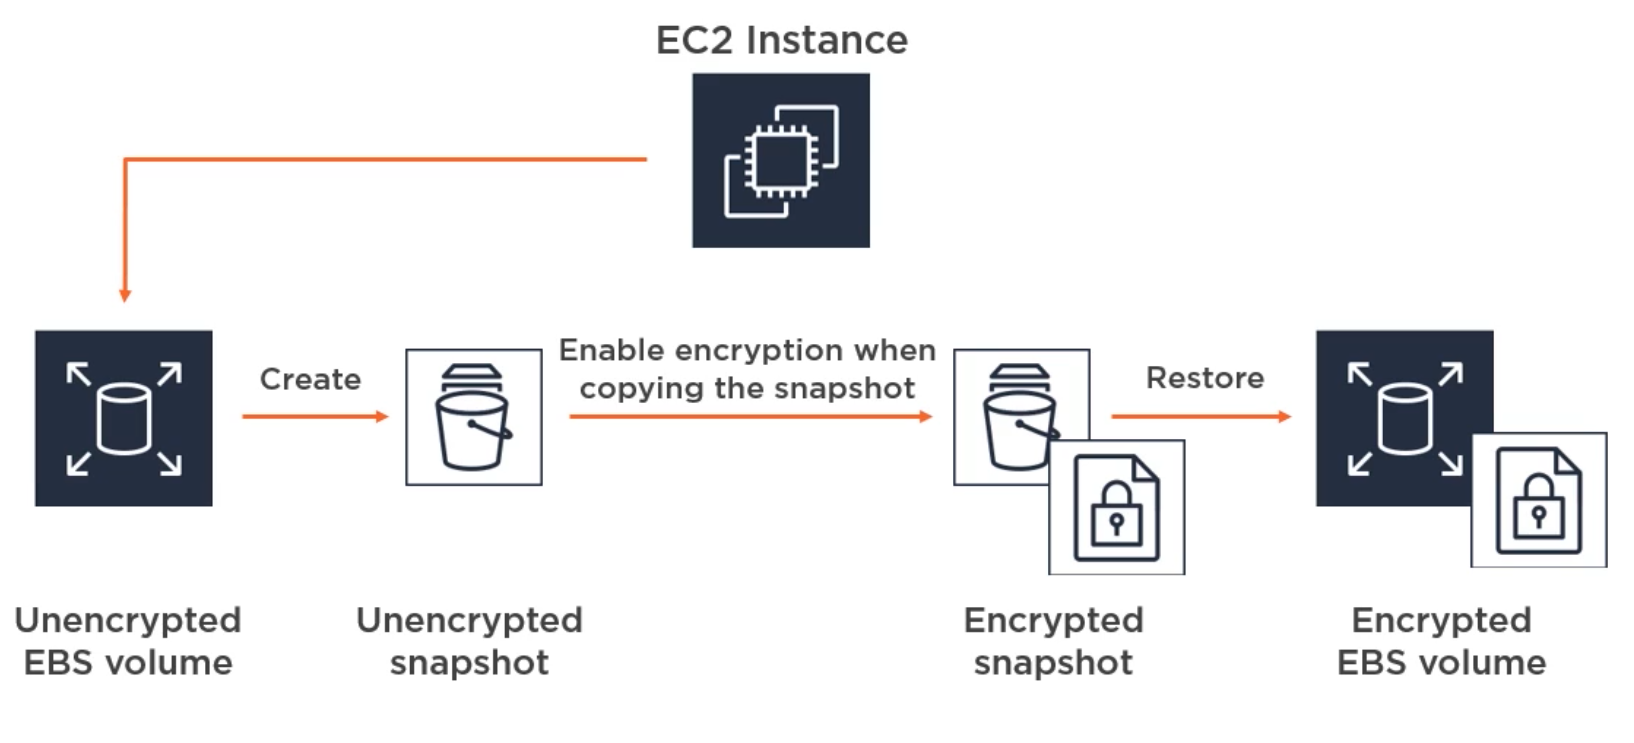 EC2 Instance
Create
Enable encryption when
copying the snapshot
Restore
Unencrypted
EBS volume
Unencrypted
snapshot
Encrypted
snapshot
Encrypted
EBS volume